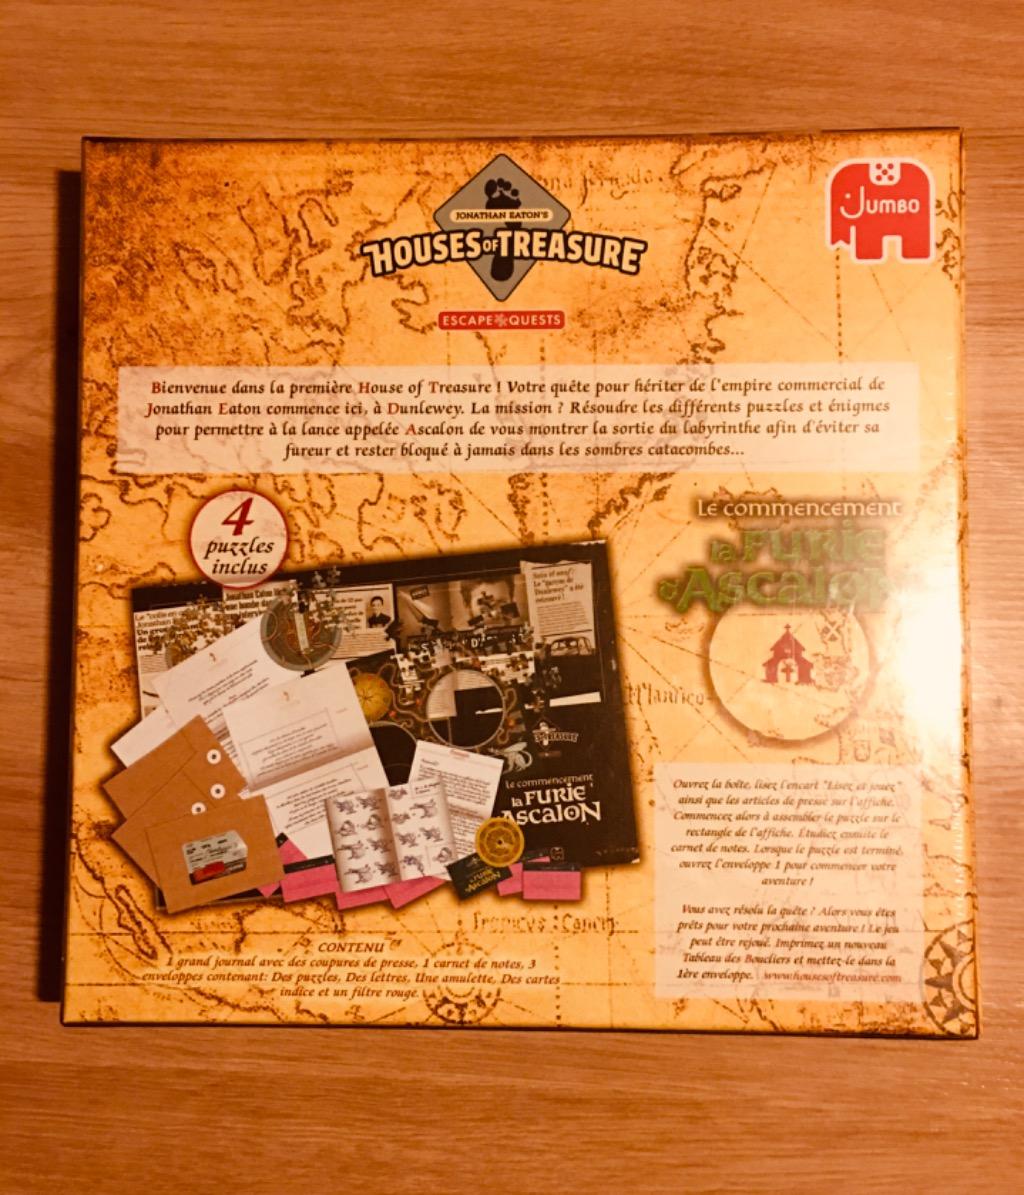 JONATHAN EATON'S
HOUSES OF TREASURE
ESCAPE QUESTS
JUMBO
Bienvenue dans la première House of Treasure ! Votre quête pour hériter de l'empire commercial de
Jonathan Eaton commence ici, à Dunlewey. La mission ? Résoudre les différents puzzles et énigmes
pour permettre à la lance appelée Ascalon de vous montrer la sortie du labyrinthe afin d'éviter sa
fureur et rester bloqué à jamais dans les sombres catacombes...
4
puzzles
inclus
Le commencement
la FURIE
d'ASCALON
Le commencement
la FURIE
ASCALON
Ouvrez la boîte, lisez l'encart "Lisez et jouez"
ainsi que les articles de presse sur l'affiche.
Commencez alors à assembler le puzzle sur le
rectangle de l'affiche. Etudiez ensuite le
carnet de notes. Lorsque le puzzle est terminé,
ouvrez l'enveloppe 1 pour commencer votre
aventure !
Vous avez résolu la quête ? Alors vous êtes
prêts pour votre prochaine aventure ! Le jeu
peut être rejoué. Imprimez un nouveau
Tableau des Boucliers et mettez-le dans la
1ère enveloppe. www.housesoftreasure.com
CONTENU
1 grand journal avec des coupures de presse, 1 carnet de notes, 3
enveloppes contenant: Des puzzles, Des lettres, Une amulette, Des cartes
indice et un filtre rouge.